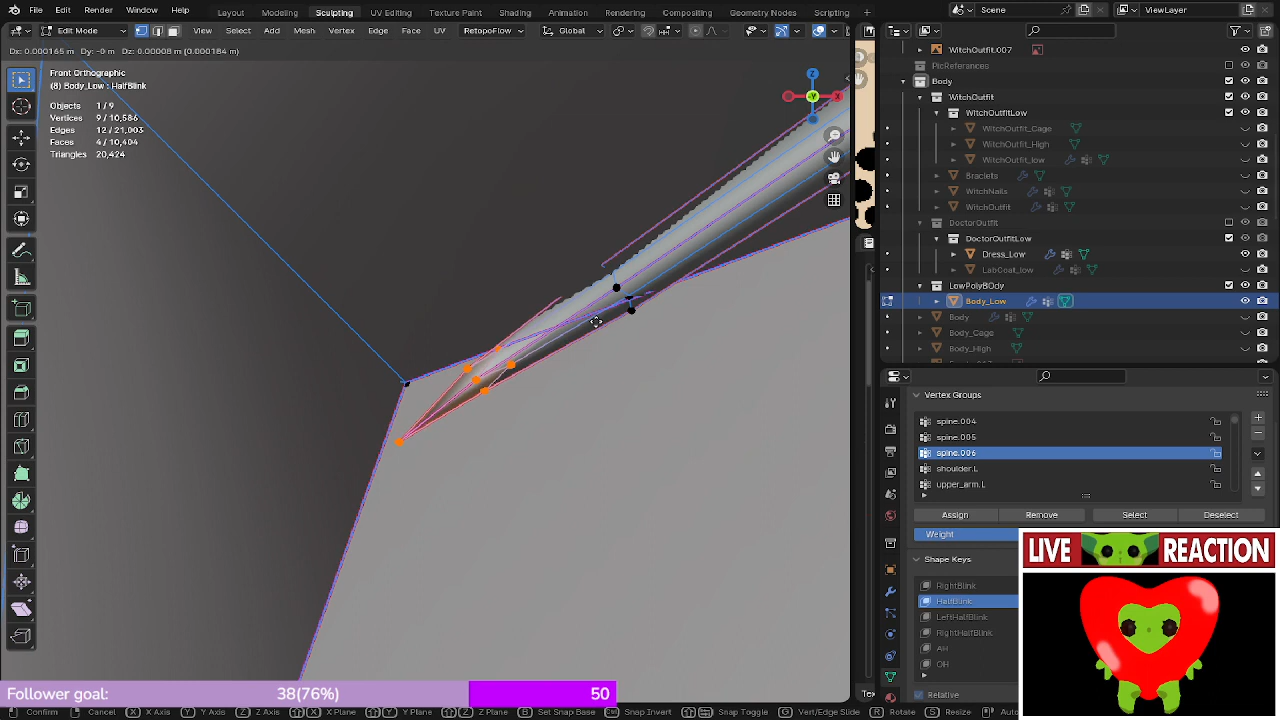 File Edit Render Window Help
Layout Modeling Sculpting UV Editing Texture Paint Shading Animation Rendering Compositing Geometry Nodes Scripting +
Scene
ViewLayer
Edit Mode View Select Add Mesh Vertex Edge Face UV RetopoFlow Global
Dx: 0.000165 m Dy: -0 m Dz: 0.00008 m (0.000184 m)
Front Orthographic
(8) Body_Low : HalfBlink
Objects 1/9
Vertices 9/10,586
Edges 12/21,003
Faces 4/10,404
Triangles 20,424
Z
X
WitchOutfit.007
PicReferances
Body
WitchOutfit
WitchOutfitLow
WitchOutfit_Cage
WitchOutfit_High
WitchOutfit_low
Braclets
WitchNails
WitchOutfit
DoctorOutfit
DoctorOutfitLow
Dress_Low
LabCoat_low
LowPolyBOdy
Body_Low
Body
Body_Cage
Body_High
Vertex Groups
spine.004
spine.005
spine.006
shoulder.L
upper_arm.L
Assign Remove Select Deselect
Weight
Shape Keys
RightBlink
HalfBlink
LeftHalfBlink
RightHalfBlink
AH
OH
Relative
LIVE REACTION
Follower goal: 38(76%) 50
Confirm Cancel X X Axis Y Y Axis Z Z Axis X X Plane Y Y Plane Z Z Plane B Set Snap Base Snap Invert Snap Toggle G Vert/Edge Slide R Rotate S Resize Auto